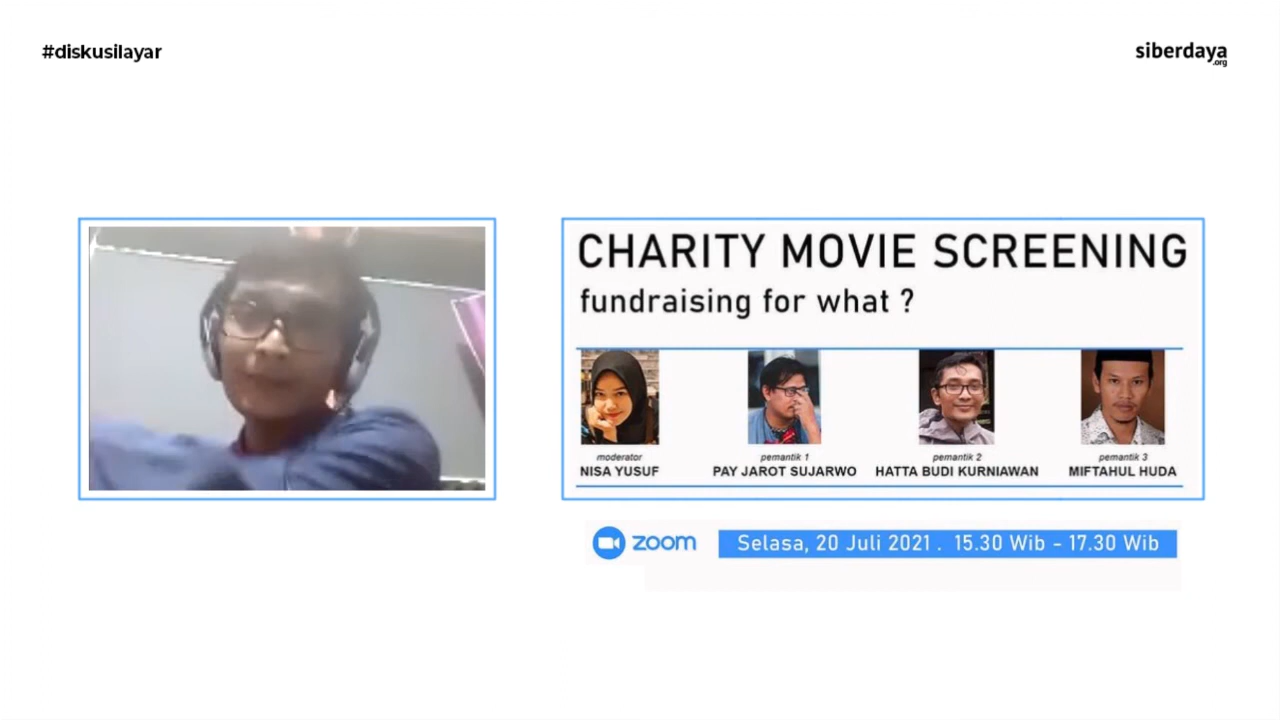 #diskusilayar
siberdaya
.org
CHARITY MOVIE SCREENING
fundraising for what ?
moderator
NISA YUSUF
pemantik 1
PAY JAROT SUJARWO
pemantik 2
HATTA BUDI KURNIAWAN
pemantik 3
MIFTAHUL HUDA
zoom
Selasa, 20 Juli 2021 . 15.30 Wib - 17.30 Wib